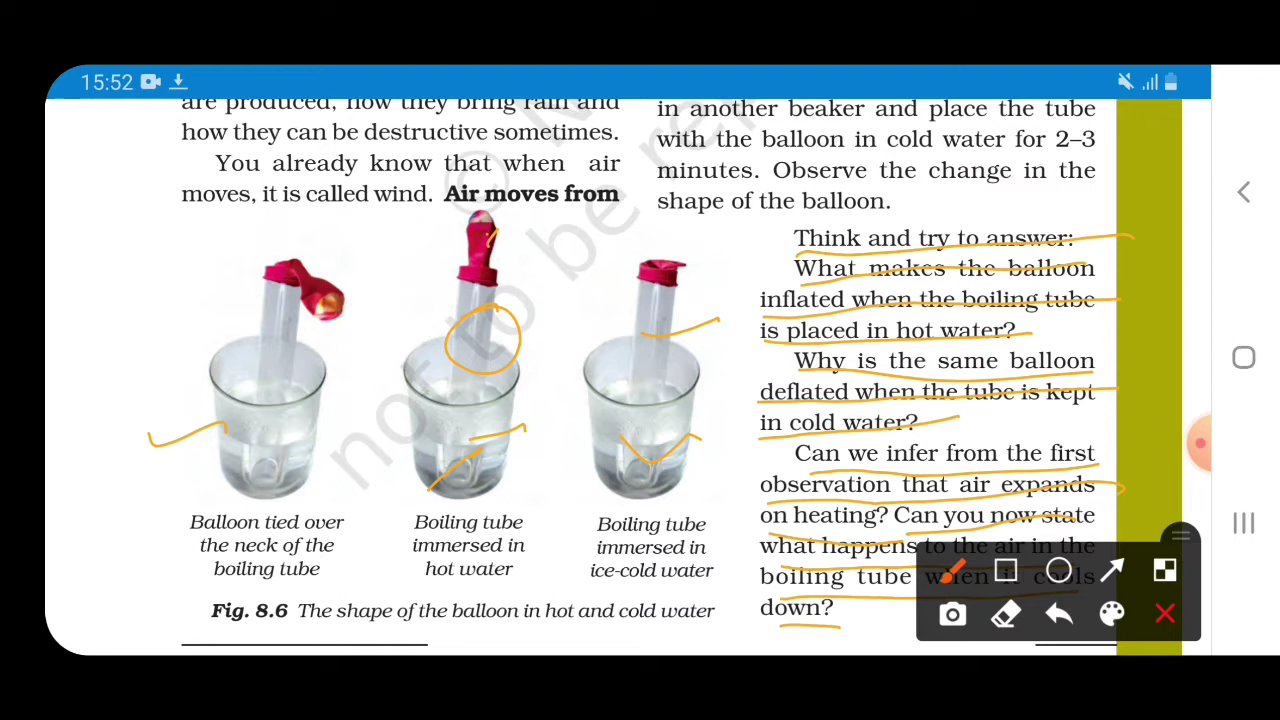 15:52
are produced, how they bring rain and
how they can be destructive sometimes.
You already know that when air
moves, it is called wind. Air moves from
in another beaker and place the tube
with the balloon in cold water for 2–3
minutes. Observe the change in the
shape of the balloon.
Think and try to answer:
What makes the balloon
inflated when the boiling tube
is placed in hot water?
Why is the same balloon
deflated when the tube is kept
in cold water?
Can we infer from the first
observation that air expands
on heating? Can you now state
what happens to the air in the
boiling tube when it cools
down?
Balloon tied over
the neck of the
boiling tube
Boiling tube
immersed in
hot water
Boiling tube
immersed in
ice-cold water
Fig. 8.6 The shape of the balloon in hot and cold water
not to be re